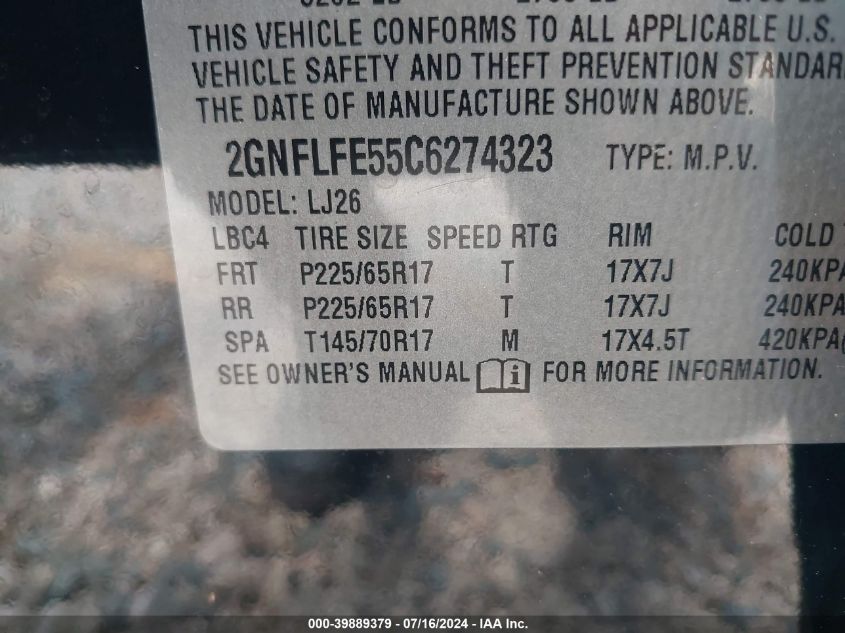 THIS VEHICLE CONFORMS TO ALL APPLICABLE U.S.
VEHICLE SAFETY AND THEFT PREVENTION STANDAR
THE DATE OF MANUFACTURE SHOWN ABOVE.
2GNFLFE55C6274323 TYPE: M.P.V.
MODEL: LJ26
LBC4 TIRE SIZE SPEED RTG RIM COLD
FRT P225/65R17 T 17X7J 240KPA
RR P225/65R17 T 17X7J 240KPA
SPA T145/70R17 M 17X4.5T 420KPA(
SEE OWNER'S MANUAL i FOR MORE INFORMATION.
000-39889379 - 07/16/2024 - IAA Inc.